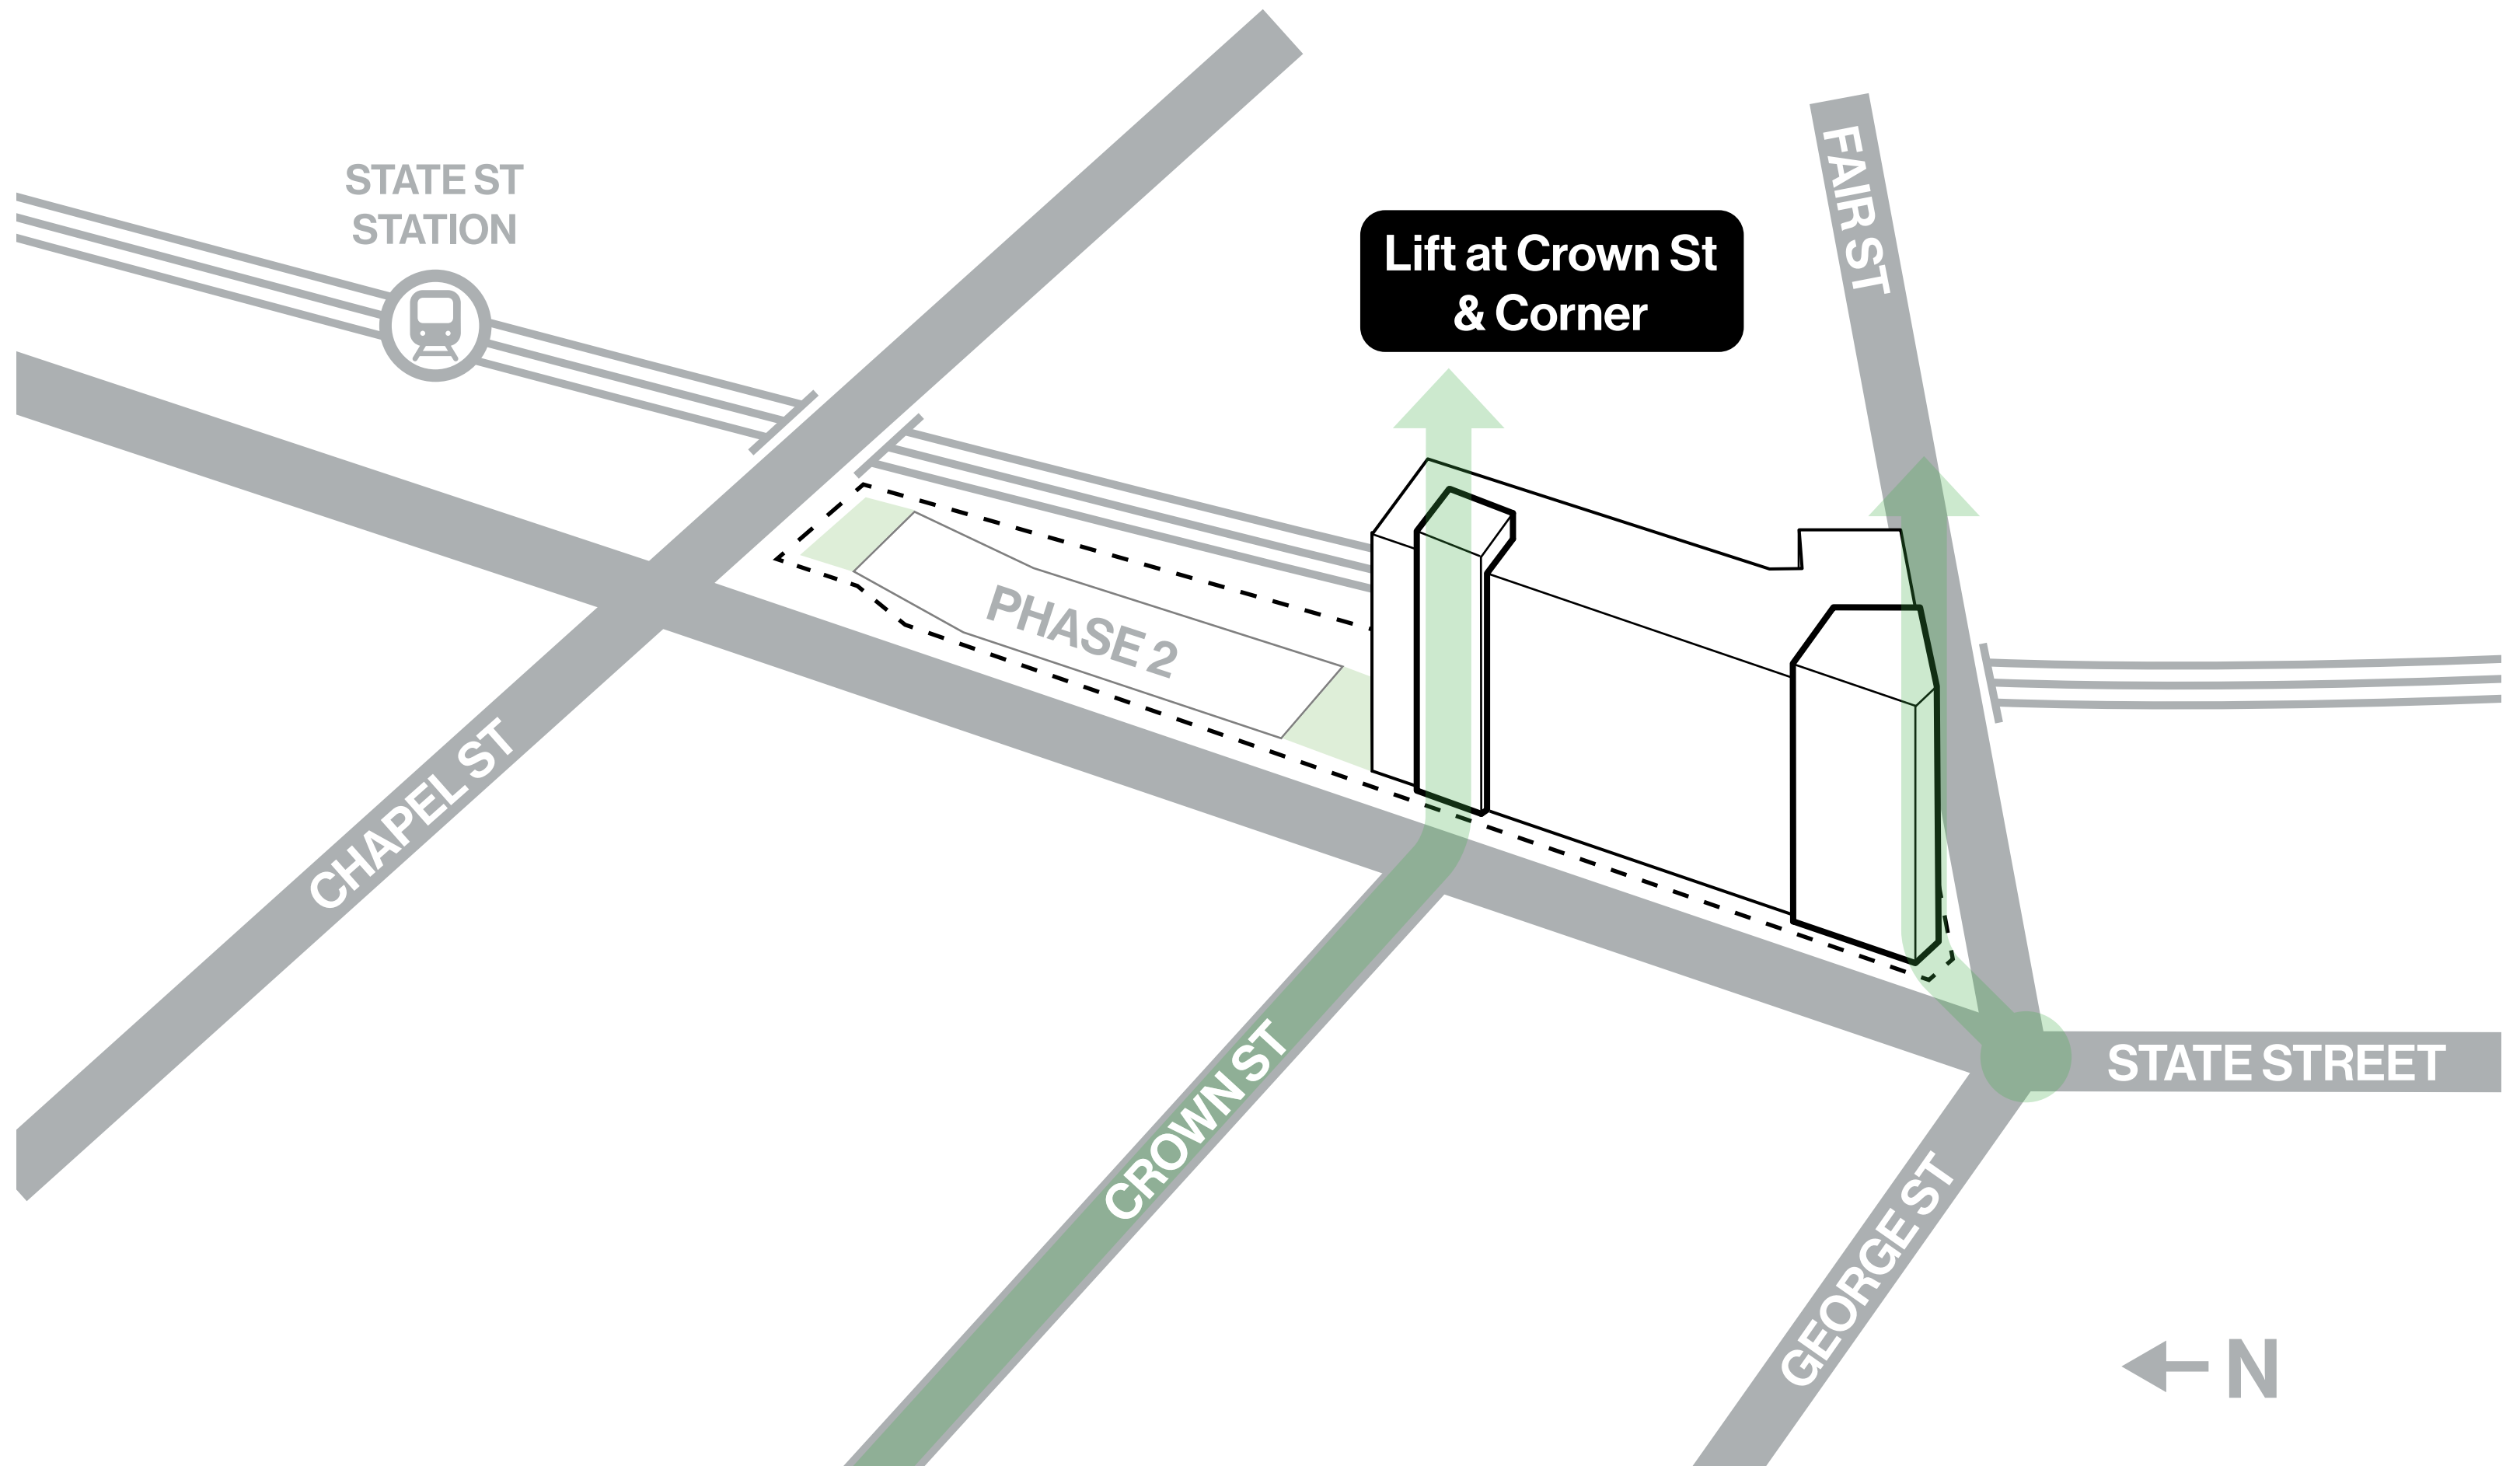 STATE ST
STATION
FAIR ST
Lift at Crown St
& Corner
PHASE 2
CHAPEL ST
CROWN ST
STATE STREET
GEORGE ST
N